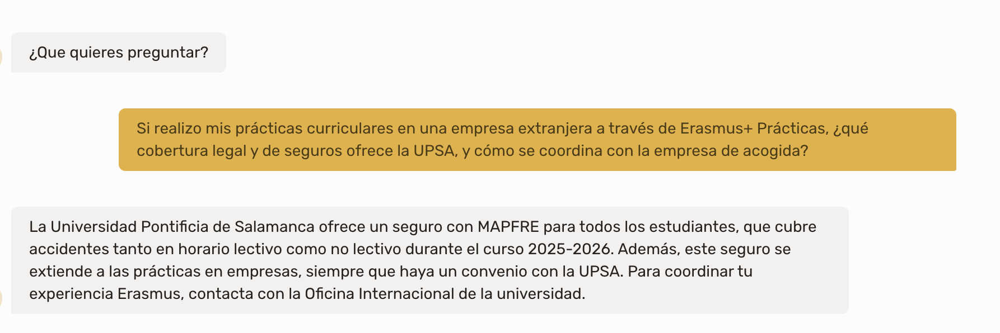 ¿Que quieres preguntar?
Si realizo mis prácticas curriculares en una empresa extranjera a través de Erasmus+ Prácticas, ¿qué
cobertura legal y de seguros ofrece la UPSA, y cómo se coordina con la empresa de acogida?
La Universidad Pontificia de Salamanca ofrece un seguro con MAPFRE para todos los estudiantes, que cubre
accidentes tanto en horario lectivo como no lectivo durante el curso 2025-2026. Además, este seguro se
extiende a las prácticas en empresas, siempre que haya un convenio con la UPSA. Para coordinar tu
experiencia Erasmus, contacta con la Oficina Internacional de la universidad.